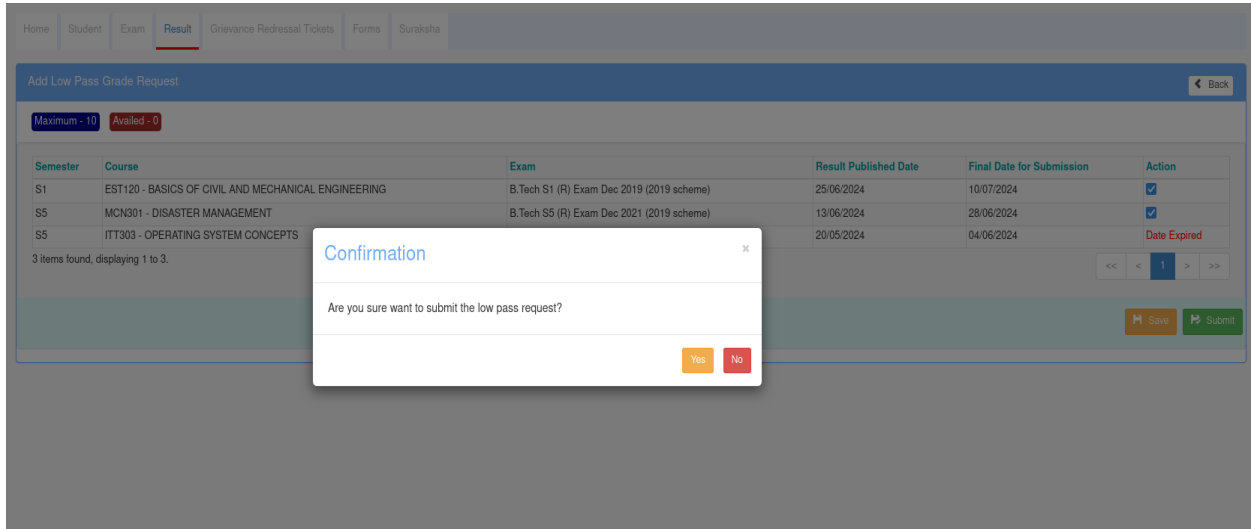 Home Student Exam Result Grievance Redressal Tickets Forms Suraksha
Add Low Pass Grade Request
Back
Maximum - 10 Availed - 0
Semester Course Exam Result Published Date Final Date for Submission Action
S1 EST120 - BASICS OF CIVIL AND MECHANICAL ENGINEERING B.Tech S1 (R) Exam Dec 2019 (2019 scheme) 25/06/2024 10/07/2024
S5 MCN301 - DISASTER MANAGEMENT B.Tech S5 (R) Exam Dec 2021 (2019 scheme) 13/06/2024 28/06/2024
S5 ITT303 - OPERATING SYSTEM CONCEPTS 20/05/2024 04/06/2024 Date Expired
3 items found, displaying 1 to 3.
<< < 1 > >>
Confirmation ×
Are you sure want to submit the low pass request?
Yes No
Save Submit